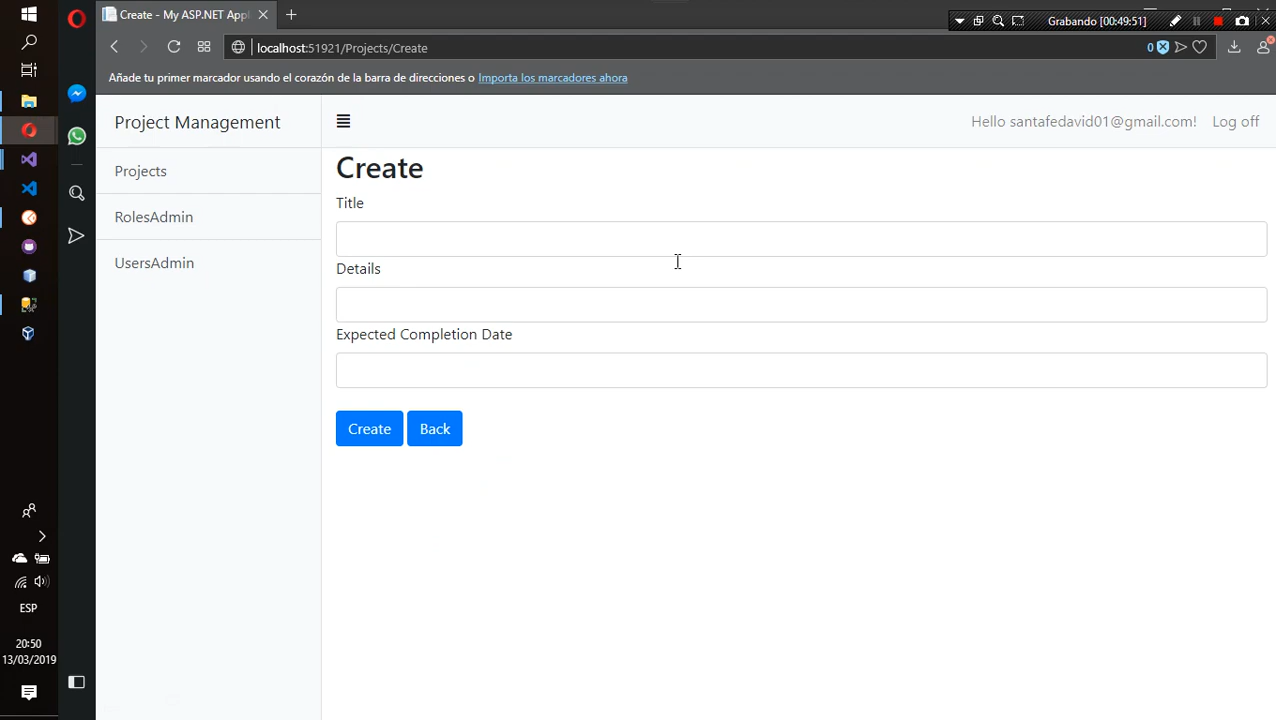 Create - My ASP.NET Appl
Grabando [00:49:51]
localhost:51921/Projects/Create
0
Añade tu primer marcador usando el corazón de la barra de direcciones o Importa los marcadores ahora
Project Management
Hello santafedavid01@gmail.com!
Log off
Projects
RolesAdmin
UsersAdmin
Create
Title
Details
Expected Completion Date
Create
Back
ESP
20:50
13/03/2019